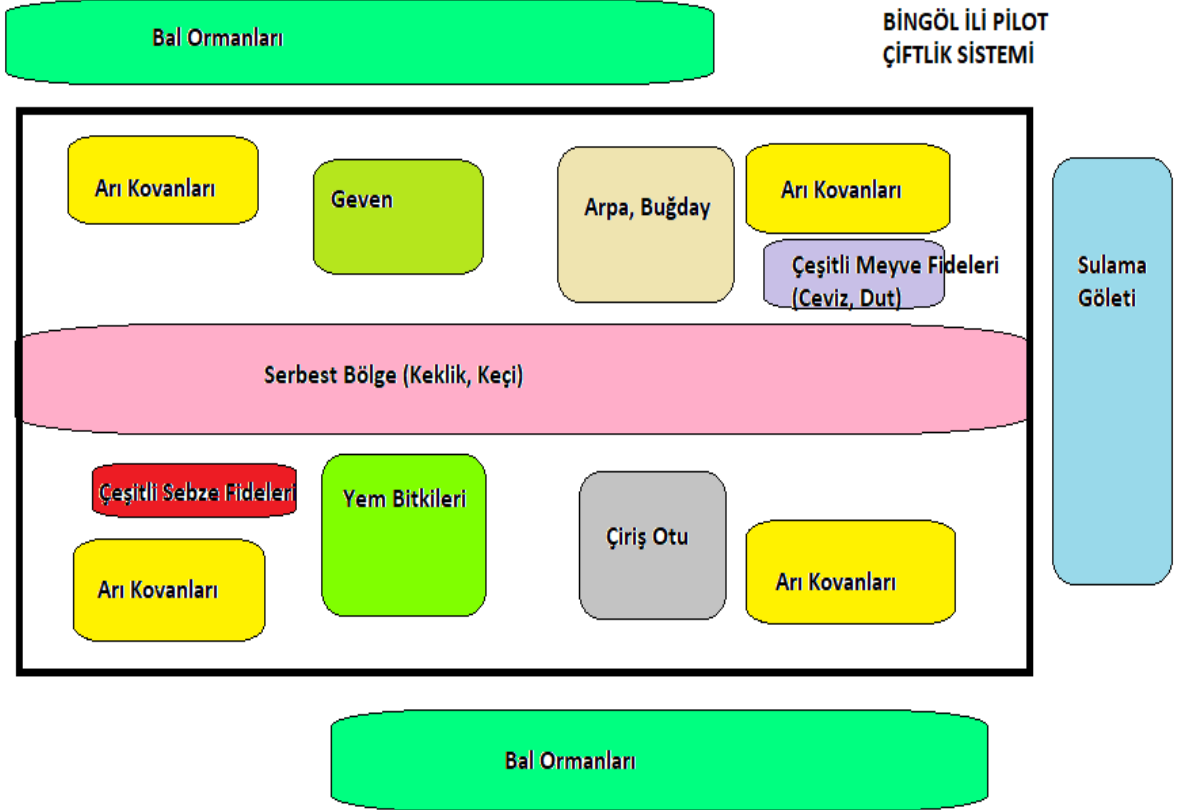 Bal Ormanları
BİNGÖL İLİ PİLOT
ÇİFTLİK SİSTEMİ
Arı Kovanları
Geven
Arpa, Buğday
Arı Kovanları
Çeşitli Meyve Fideleri
(Ceviz, Dut)
Sulama
Göleti
Serbest Bölge (Keklik, Keçi)
Çeşitli Sebze Fideleri
Yem Bitkileri
Çiriş Otu
Arı Kovanları
Arı Kovanları
Bal Ormanları